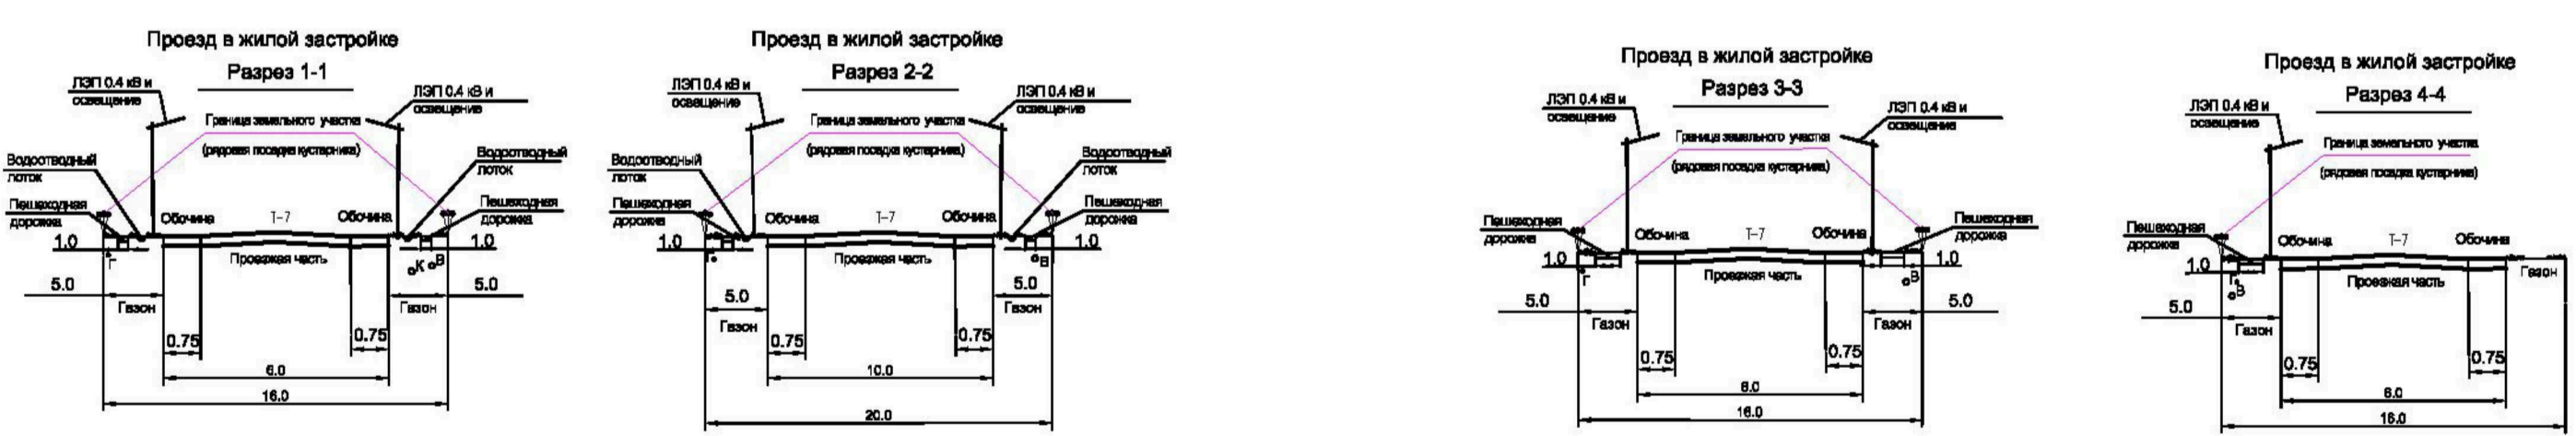 Проезд в жилой застройке
Разрез 1-1
ЛЭП 0.4 кВ и
освещение
ЛЭП 0.4 кВ и
освещение
Граница земельного участка
(рядовая посадка кустарника)
Водоотводный
лоток
Водоотводный
лоток
Пешеходная
дорожка
Пешеходная
дорожка
Обочина
Т-7
Обочина
1.0
1.0
Г
Проезжая часть
К
В
5.0
5.0
Газон
Газон
0.75
0.75
6.0
16.0
Проезд в жилой застройке
Разрез 2-2
ЛЭП 0.4 кВ и
освещение
ЛЭП 0.4 кВ и
освещение
Граница земельного участка
(рядовая посадка кустарника)
Водоотводный
лоток
Водоотводный
лоток
Пешеходная
дорожка
Пешеходная
дорожка
Обочина
Т-7
Обочина
1.0
1.0
Г
Проезжая часть
В
5.0
5.0
Газон
Газон
0.75
0.75
10.0
20.0
Проезд в жилой застройке
Разрез 3-3
ЛЭП 0.4 кВ и
освещение
ЛЭП 0.4 кВ и
освещение
Граница земельного участка
(рядовая посадка кустарника)
Пешеходная
дорожка
Пешеходная
дорожка
Обочина
Т-7
Обочина
1.0
1.0
Г
Проезжая часть
В
5.0
5.0
Газон
Газон
0.75
0.75
6.0
16.0
Проезд в жилой застройке
Разрез 4-4
ЛЭП 0.4 кВ и
освещение
Граница земельного участка
(рядовая посадка кустарника)
Пешеходная
дорожка
Обочина
Т-7
Обочина
1.0
Газон
Г
В
Проезжая часть
5.0
Газон
0.75
0.75
6.0
16.0